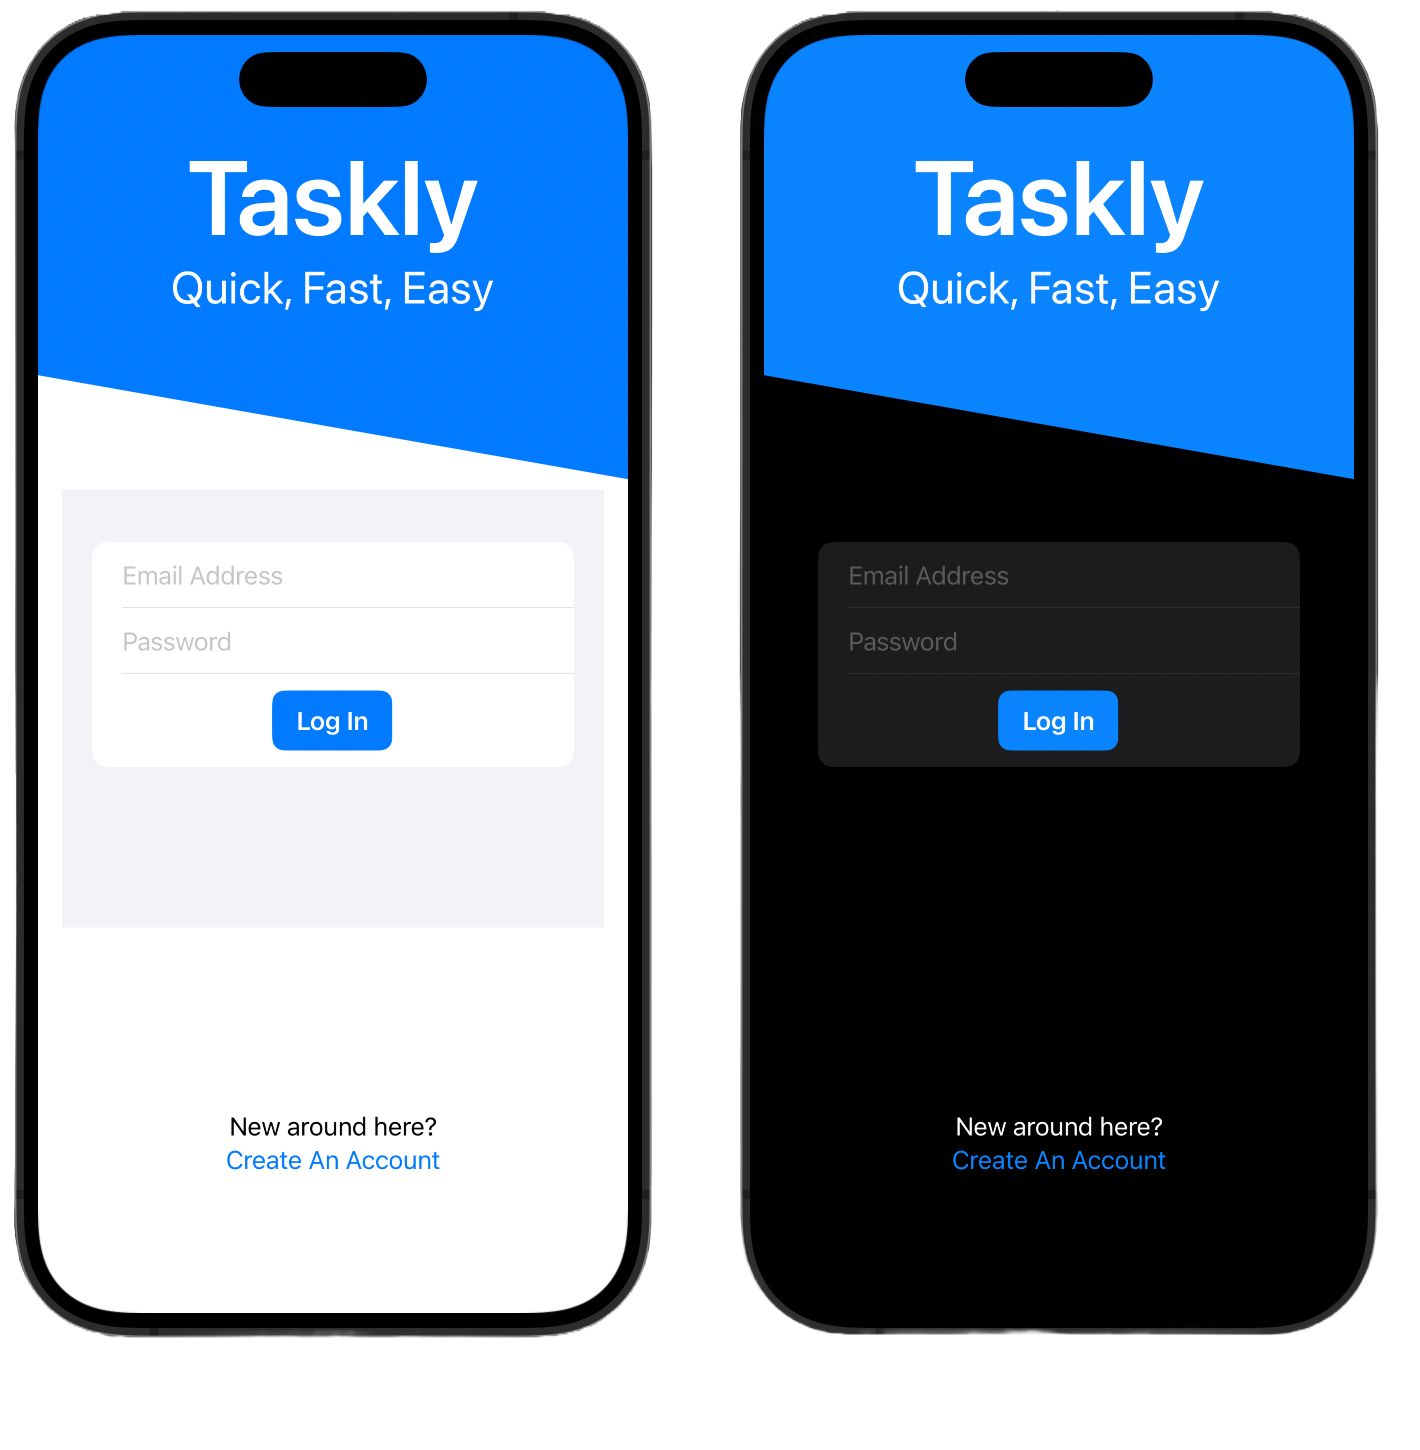 Taskly
Quick, Fast, Easy
Email Address
Password
Log In
New around here?
Create An Account
Taskly
Quick, Fast, Easy
Email Address
Password
Log In
New around here?
Create An Account